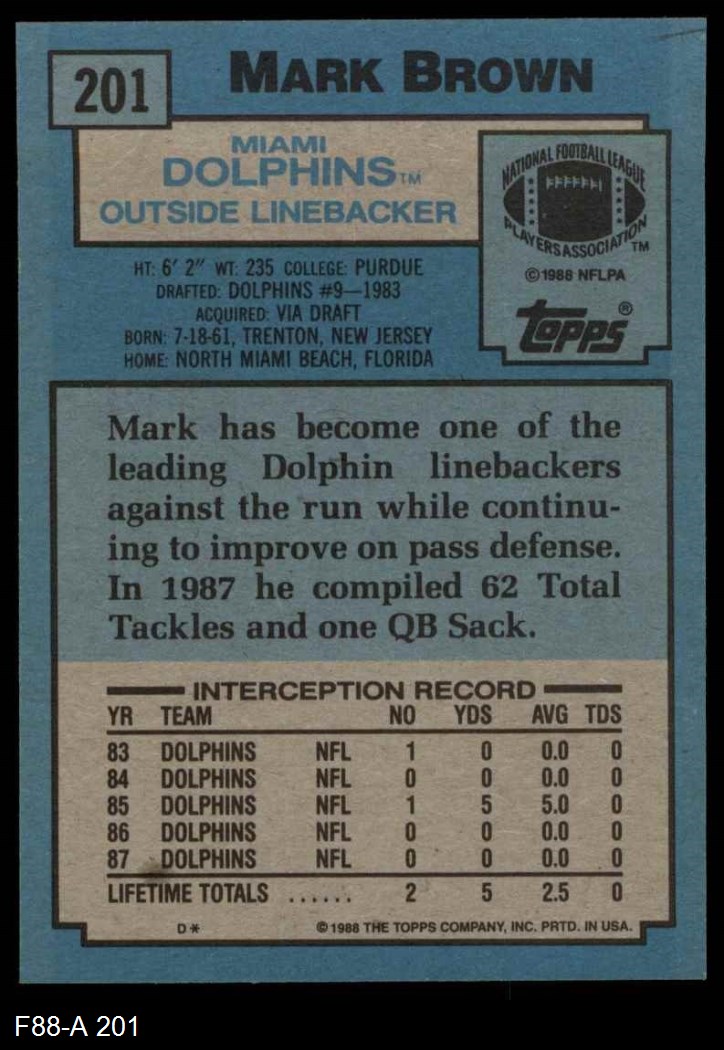 201
MARK BROWN
MIAMI
DOLPHINS™
OUTSIDE LINEBACKER
NATIONAL FOOTBALL LEAGUE
PLAYERS ASSOCIATION™
©1988 NFLPA
topps®
HT: 6' 2" WT: 235 COLLEGE: PURDUE
DRAFTED: DOLPHINS #9—1983
ACQUIRED: VIA DRAFT
BORN: 7-18-61, TRENTON, NEW JERSEY
HOME: NORTH MIAMI BEACH, FLORIDA
Mark has become one of the
leading Dolphin linebackers
against the run while continu-
ing to improve on pass defense.
In 1987 he compiled 62 Total
Tackles and one QB Sack.
INTERCEPTION RECORD
YR TEAM NO YDS AVG TDS
83 DOLPHINS NFL 1 0 0.0 0
84 DOLPHINS NFL 0 0 0.0 0
85 DOLPHINS NFL 1 5 5.0 0
86 DOLPHINS NFL 0 0 0.0 0
87 DOLPHINS NFL 0 0 0.0 0
LIFETIME TOTALS ...... 2 5 2.5 0
D* ©1988 THE TOPPS COMPANY, INC. PRTD. IN USA.
F88-A 201